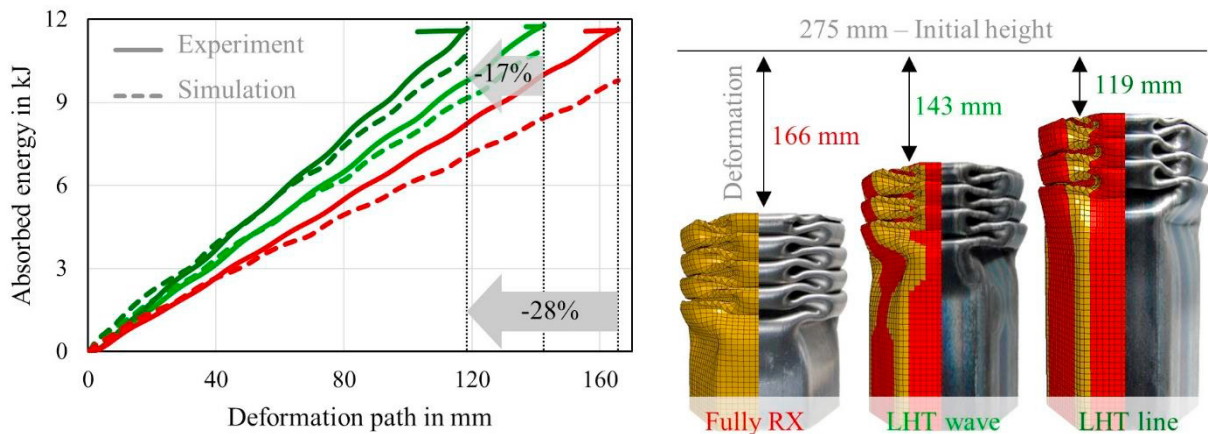 12
9
6
3
0
Absorbed energy in kJ
Experiment
Simulation
-17%
-28%
0
40
80
120
160
Deformation path in mm
275 mm – Initial height
Deformation
166 mm
143 mm
119 mm
Fully RX
LHT wave
LHT line